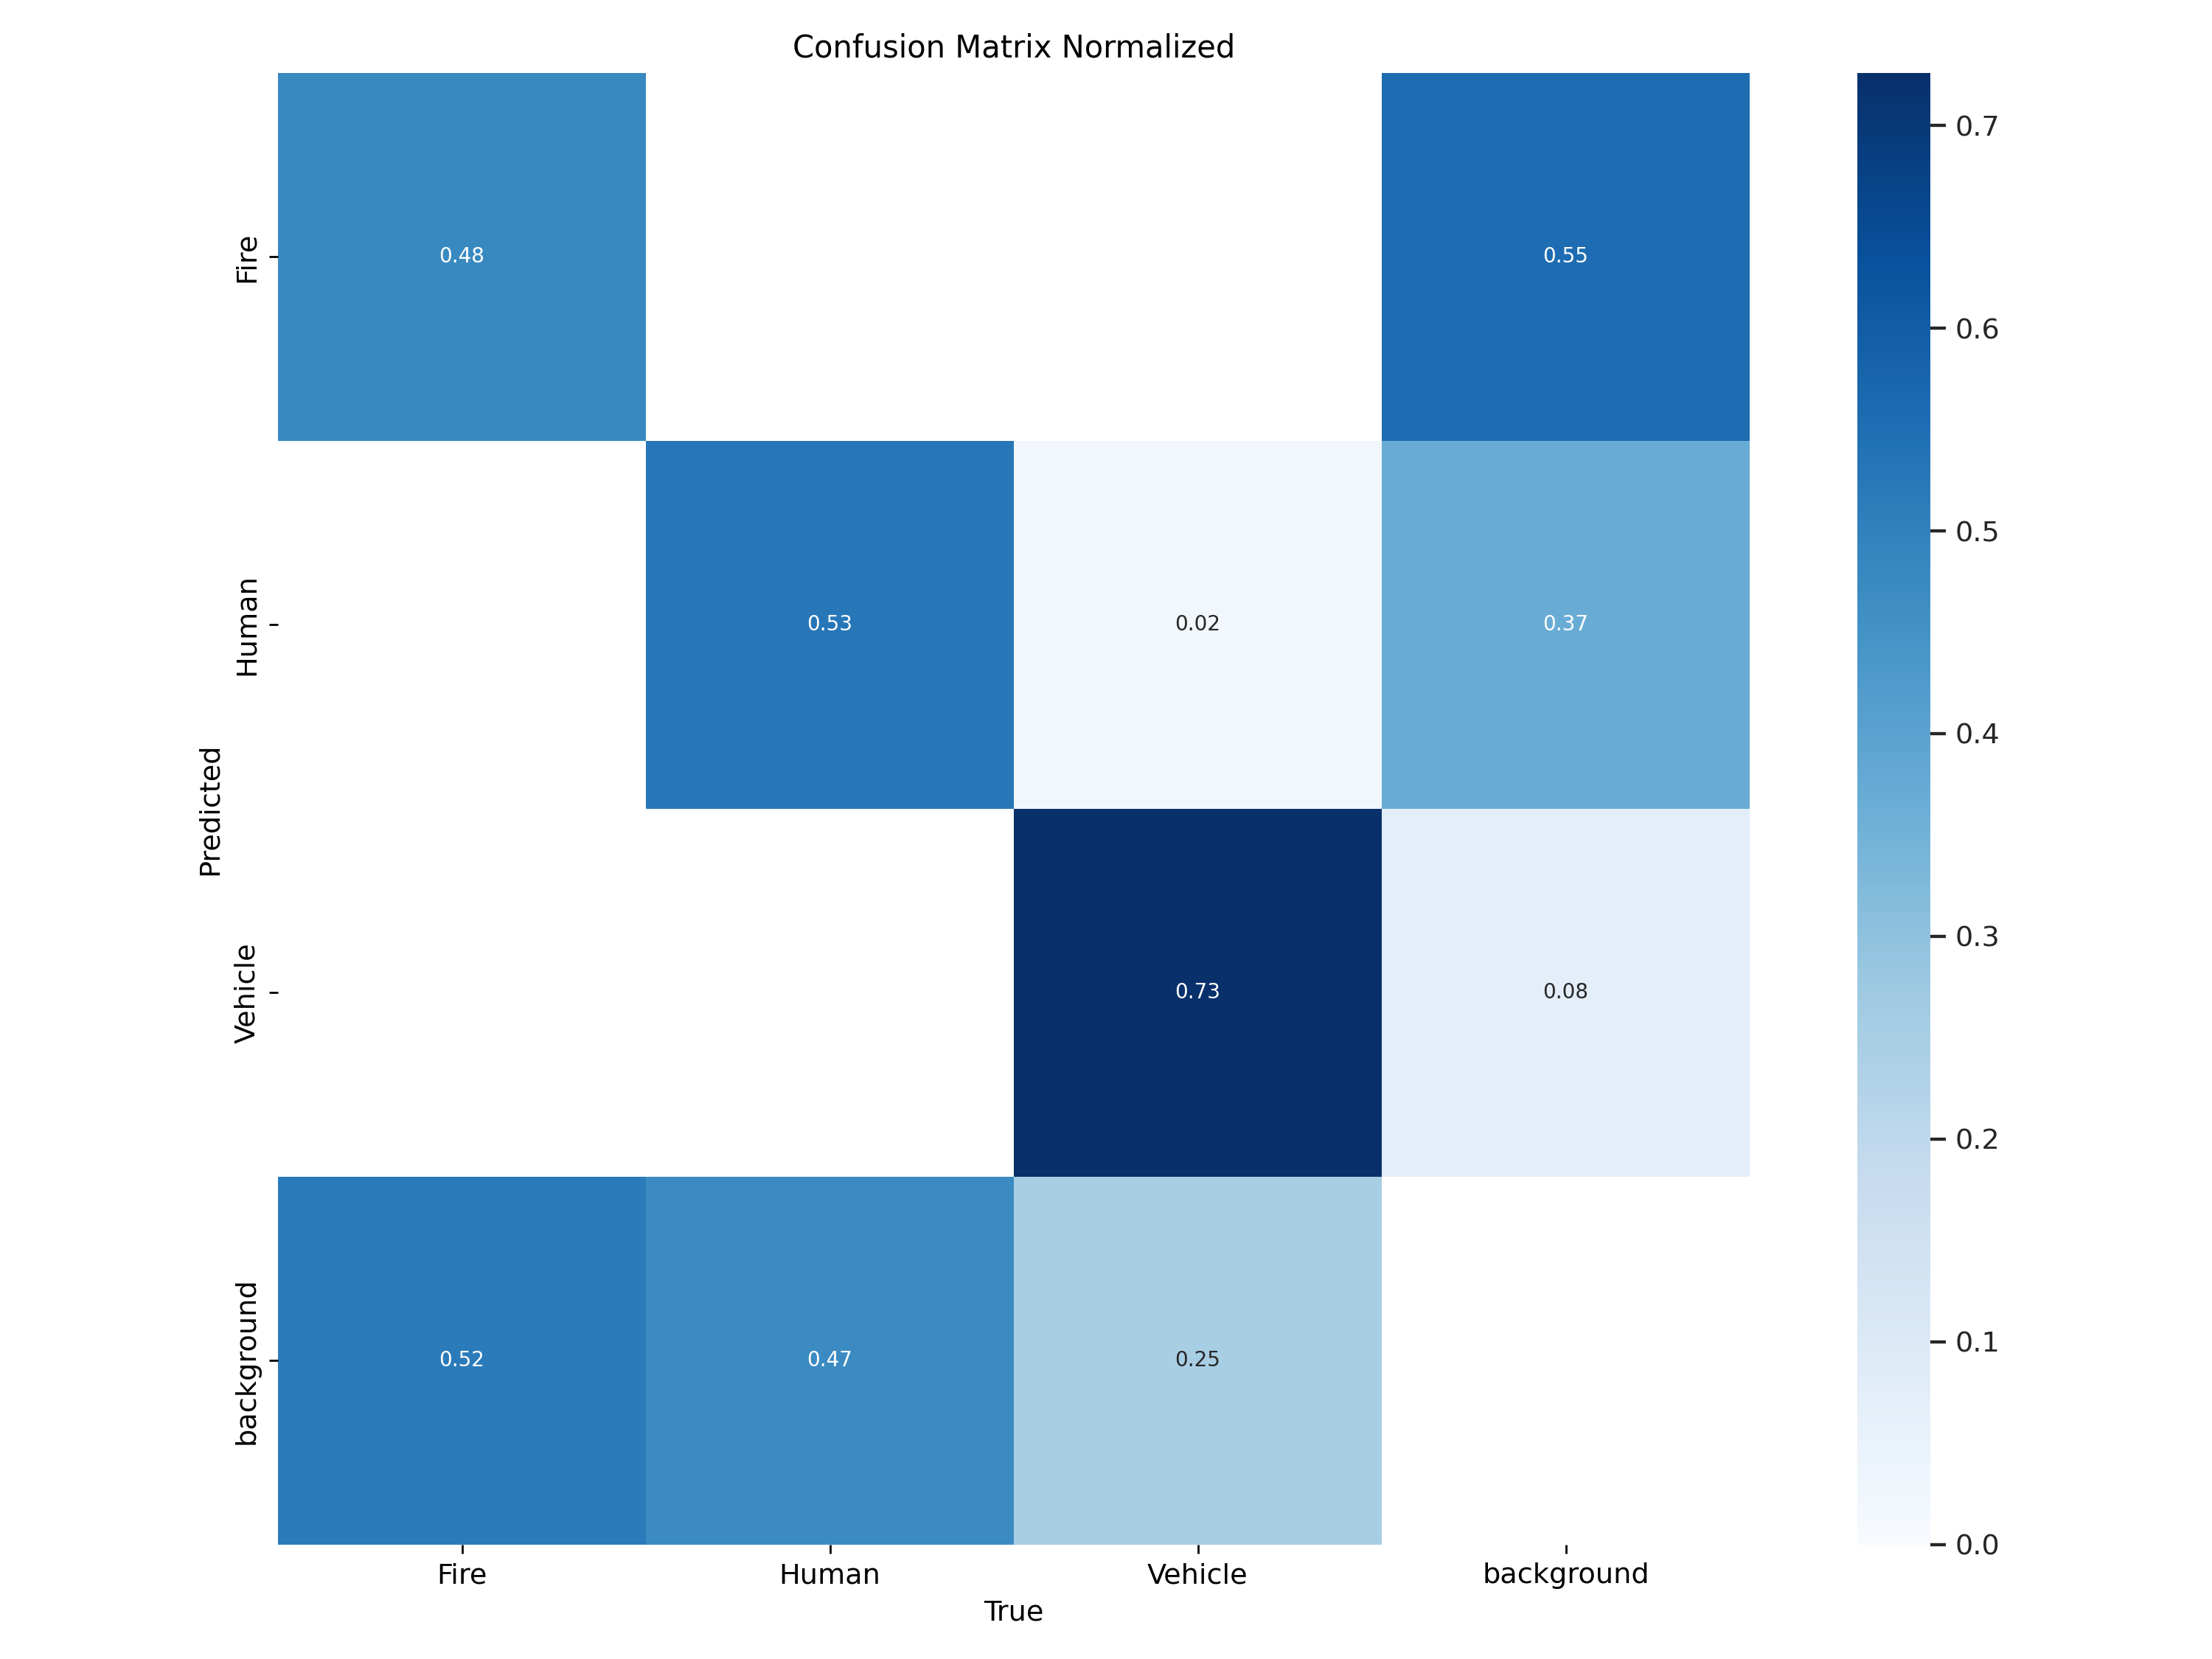 Confusion Matrix Normalized
Fire
0.48
0.55
0.7
0.6
Human
0.53
0.02
0.37
0.5
0.4
Predicted
Vehicle
0.73
0.08
0.3
0.2
background
0.52
0.47
0.25
0.1
0.0
Fire
Human
Vehicle
background
True